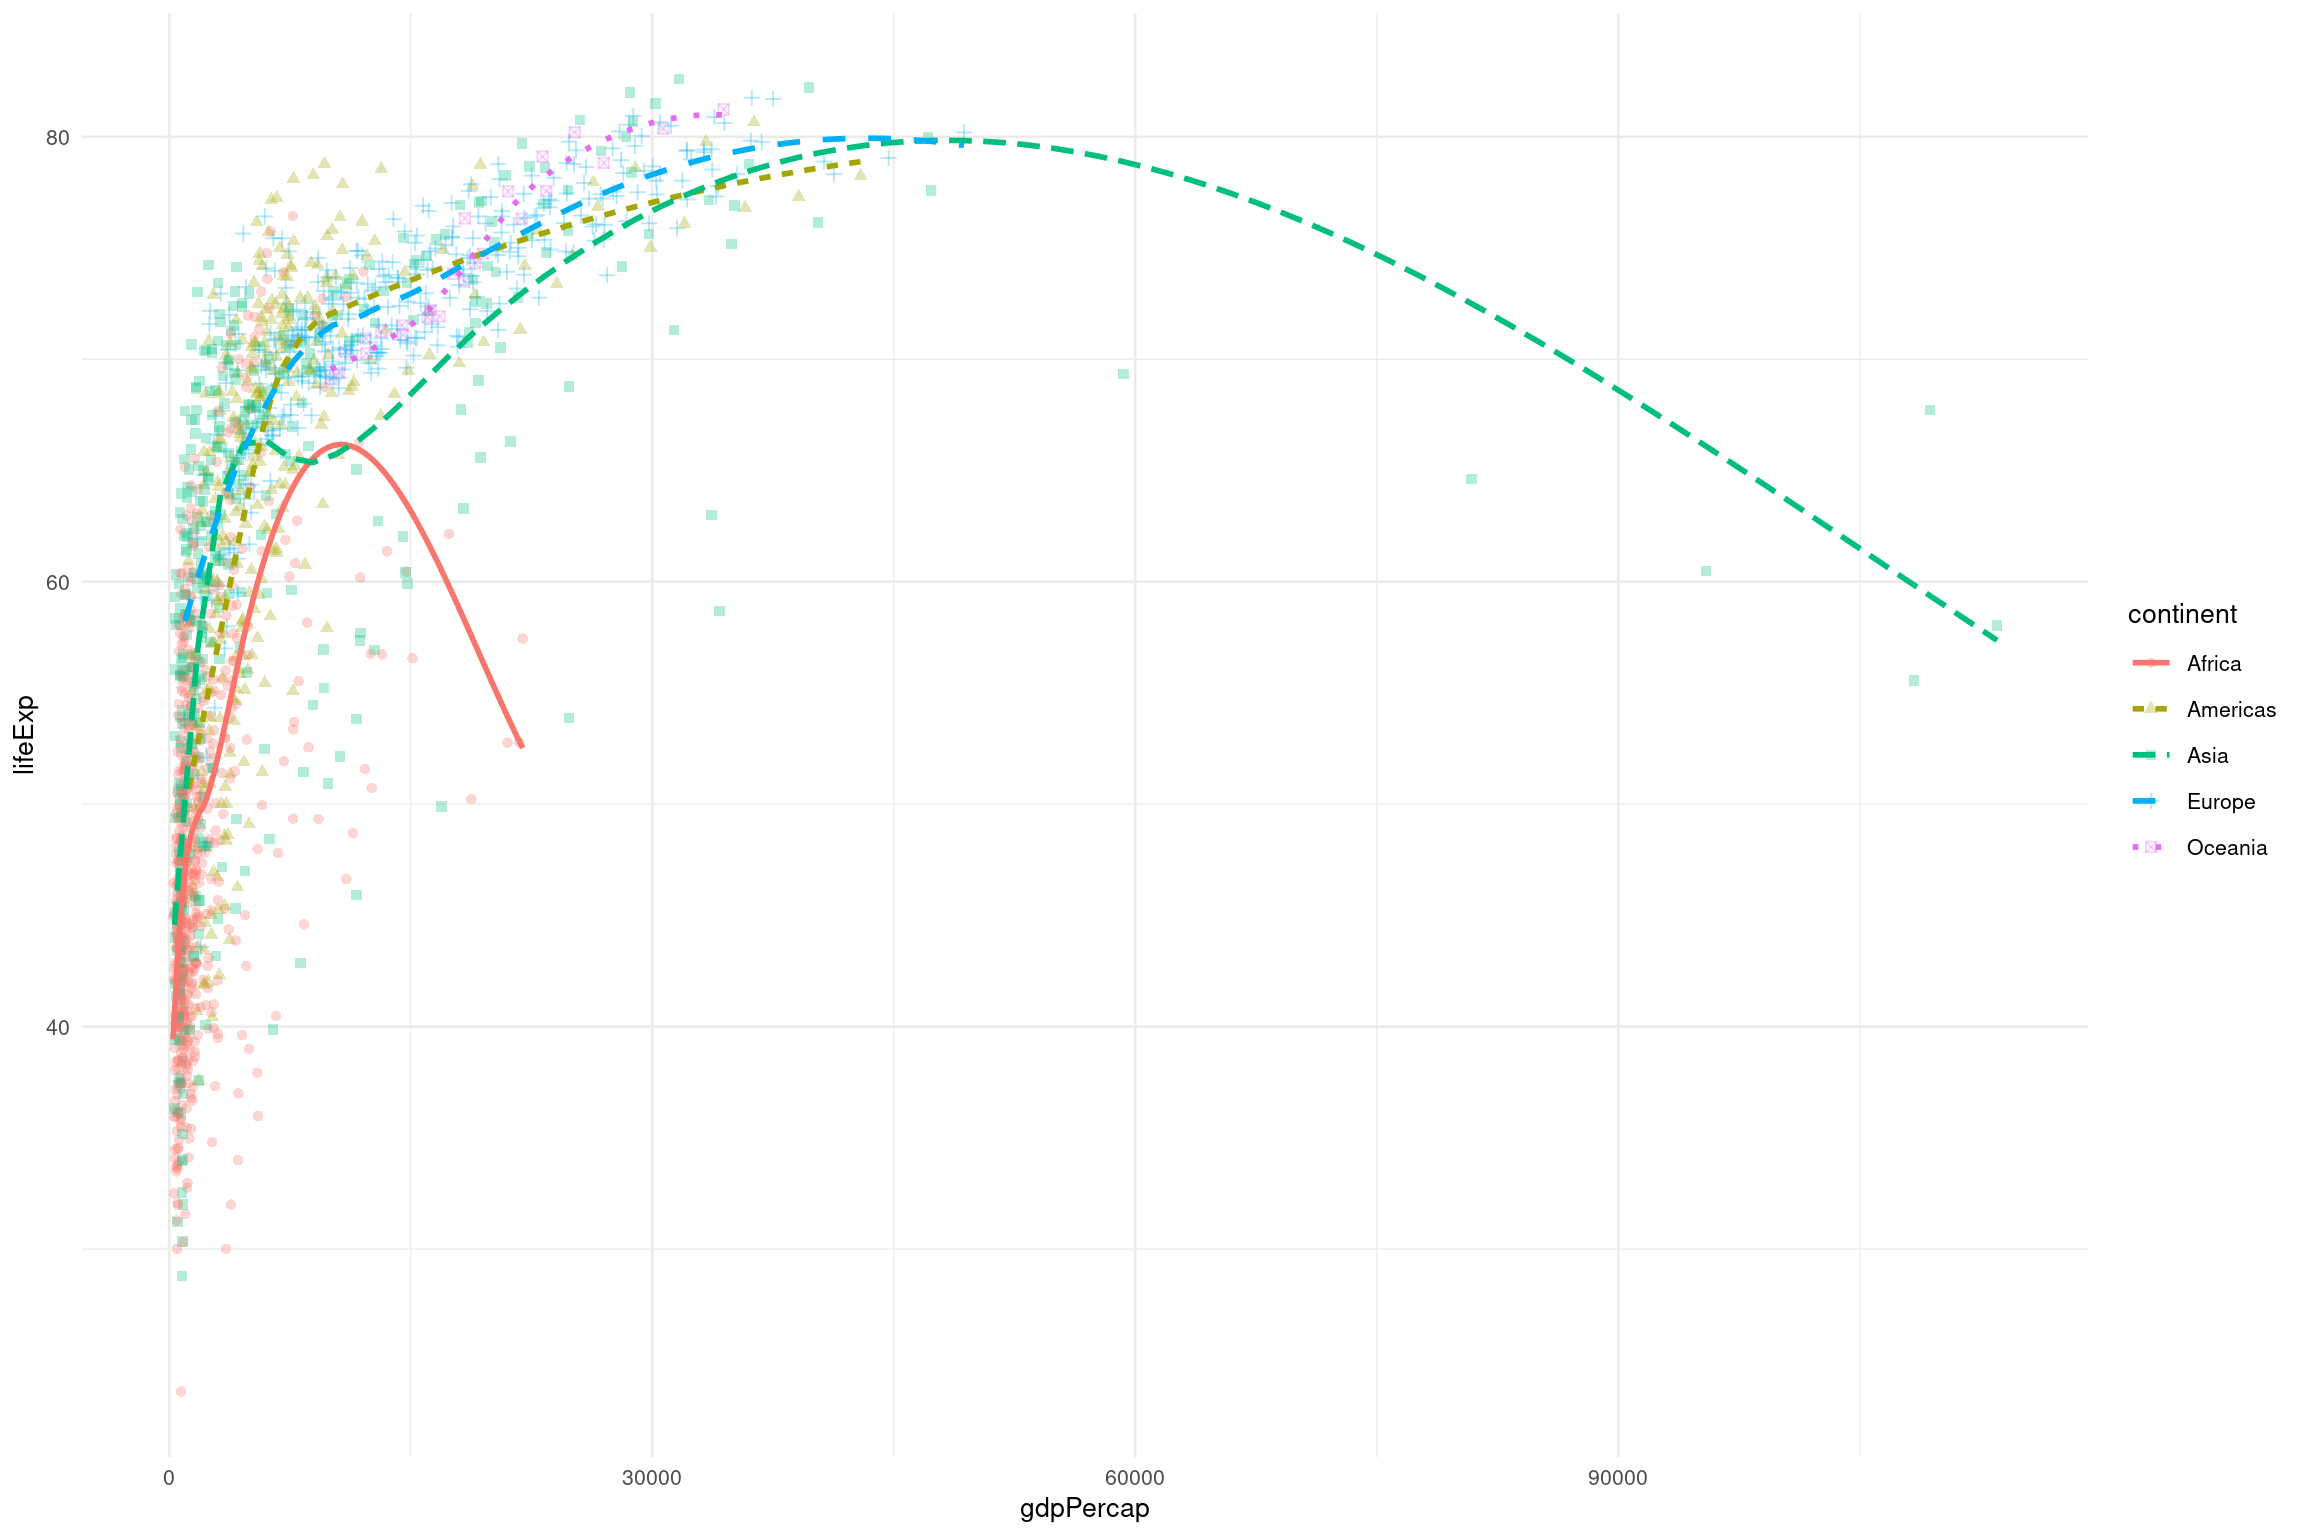 80
60
40
lifeExp
0
30000
60000
90000
gdpPercap
continent
Africa
Americas
Asia
Europe
Oceania